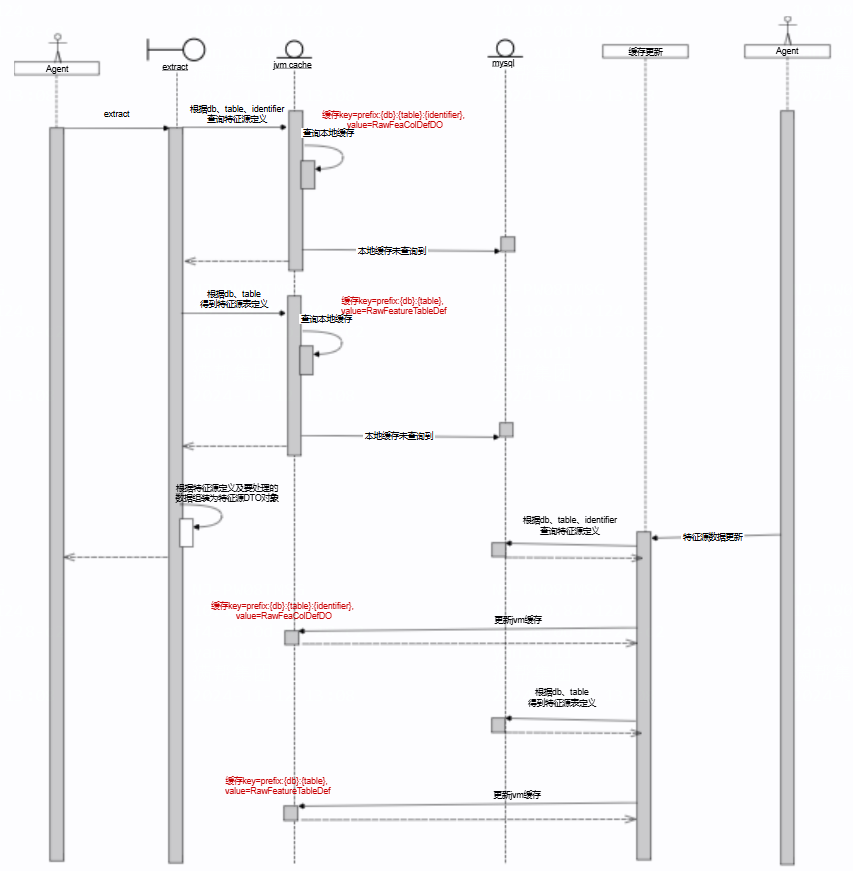 Agent
extract
jvm cache
mysql
缓存更新
Agent
extract
根据db、table、identifier
查询特征源定义
缓存key=prefix:{db}:{table}:{identifier},
value=RawFeaColDefDO
查询本地缓存
本地缓存未查询到
根据db、table
得到特征源表定义
缓存key=prefix:{db}:{table},
value=RawFeatureTableDef
查询本地缓存
本地缓存未查询到
根据特征源定义及要处理的
数据组装为特征源DTO对象
根据db、table、identifier
查询特征源定义
特征源数据更新
缓存key=prefix:{db}:{table}:{identifier},
value=RawFeaColDefDO
更新jvm缓存
根据db、table
得到特征源表定义
缓存key=prefix:{db}:{table},
value=RawFeatureTableDef
更新jvm缓存